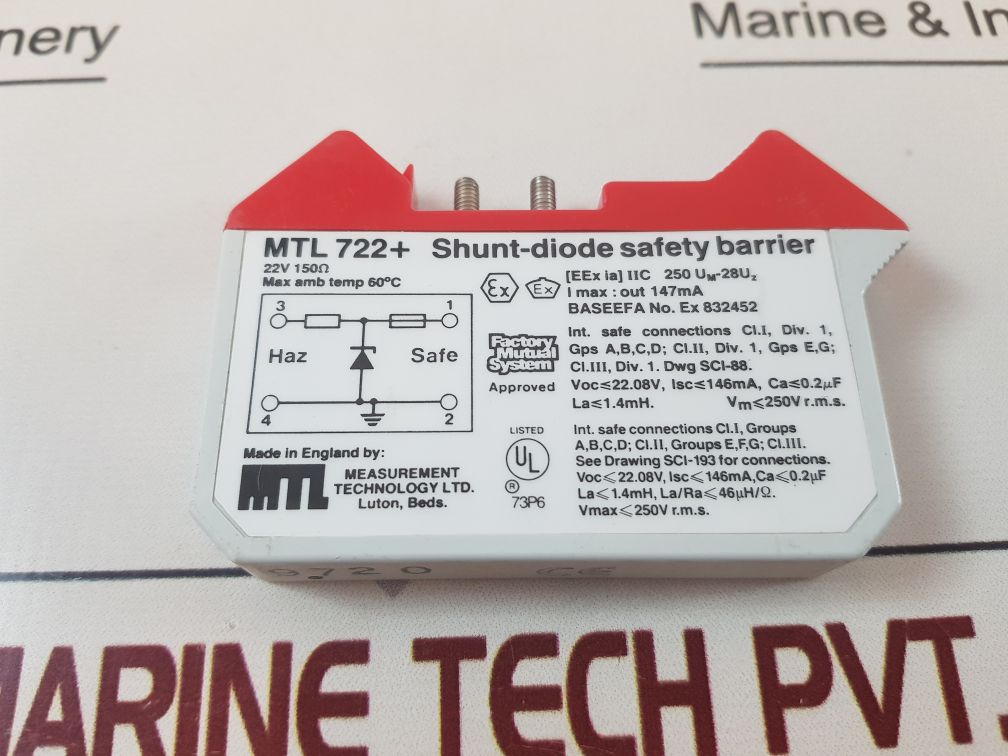 nery
Marine & In
MTL 722+ Shunt-diode safety barrier
22V 150Ω
Max amb temp 60°C
3 1
Haz Safe
4 2
Made in England by:
MTL
MEASUREMENT
TECHNOLOGY LTD.
Luton, Beds.
Ex Ex
[EEx ia] IIC 250 UM-28Uz
I max : out 147mA
BASEEFA No. Ex 832452
Factory
Mutual
System
Approved
Int. safe connections Cl.I, Div. 1,
Gps A,B,C,D; Cl.II, Div. 1, Gps E,G;
Cl.III, Div. 1. Dwg SCI-88.
Voc≤22.08V, Isc≤146mA, Ca≤0.2µF
La≤1.4mH. Vm≤250V r.m.s.
LISTED
UL
®
73P6
Int. safe connections Cl.I, Groups
A,B,C,D; Cl.II, Groups E,F,G; Cl.III.
See Drawing SCI-193 for connections.
Voc≤22.08V, Isc≤146mA,Ca≤0.2µF
La≤1.4mH, La/Ra≤46µH/Ω.
Vmax≤250V r.m.s.
9720 CE
MARINE TECH PVT.